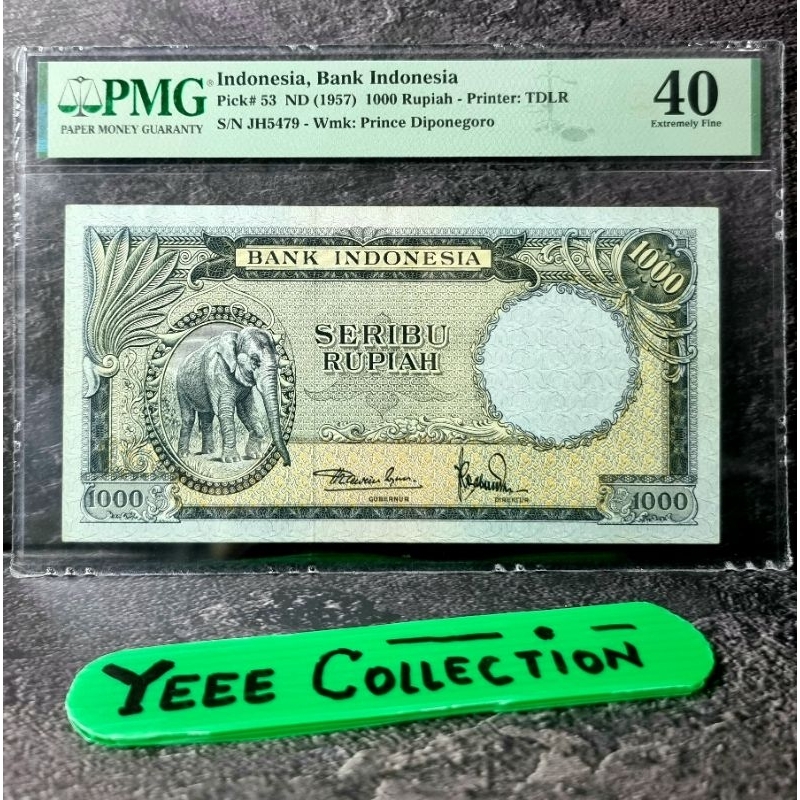 PMG
PAPER MONEY GUARANTY
Indonesia, Bank Indonesia
Pick# 53 ND (1957) 1000 Rupiah - Printer: TDLR
S/N JH5479 - Wmk: Prince Diponegoro
40
Extremely Fine
BANK INDONESIA
1000
SERIBU
RUPIAH
GUBERNUR
DIREKTUR
1000
1000
YEEE COLLECTION